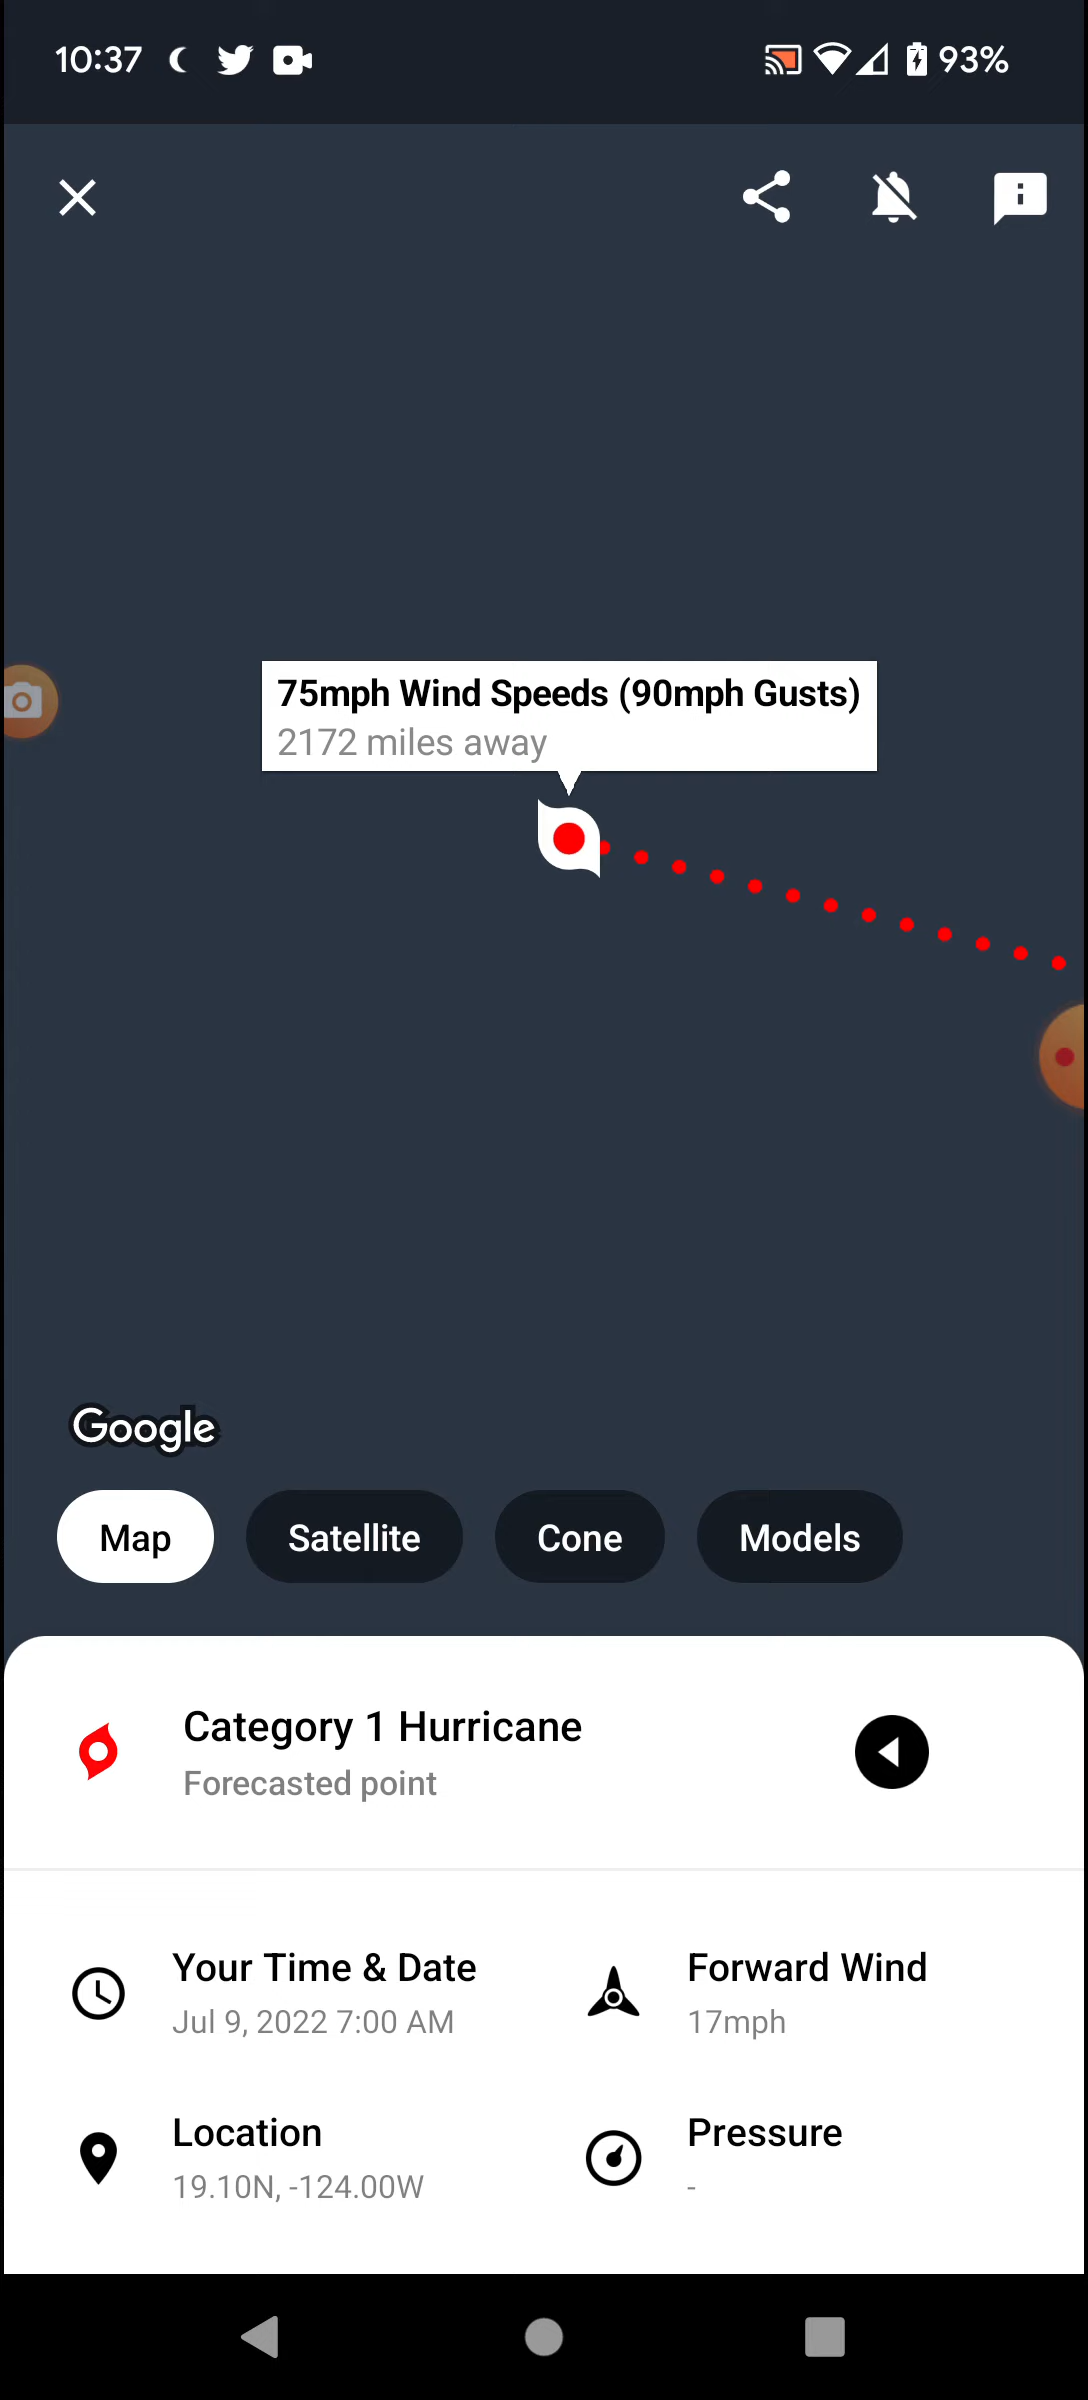 10:37
93%
75mph Wind Speeds (90mph Gusts)
2172 miles away
Google
Map
Satellite
Cone
Models
Category 1 Hurricane
Forecasted point
Your Time & Date
Jul 9, 2022 7:00 AM
Forward Wind
17mph
Location
19.10N, -124.00W
Pressure
-